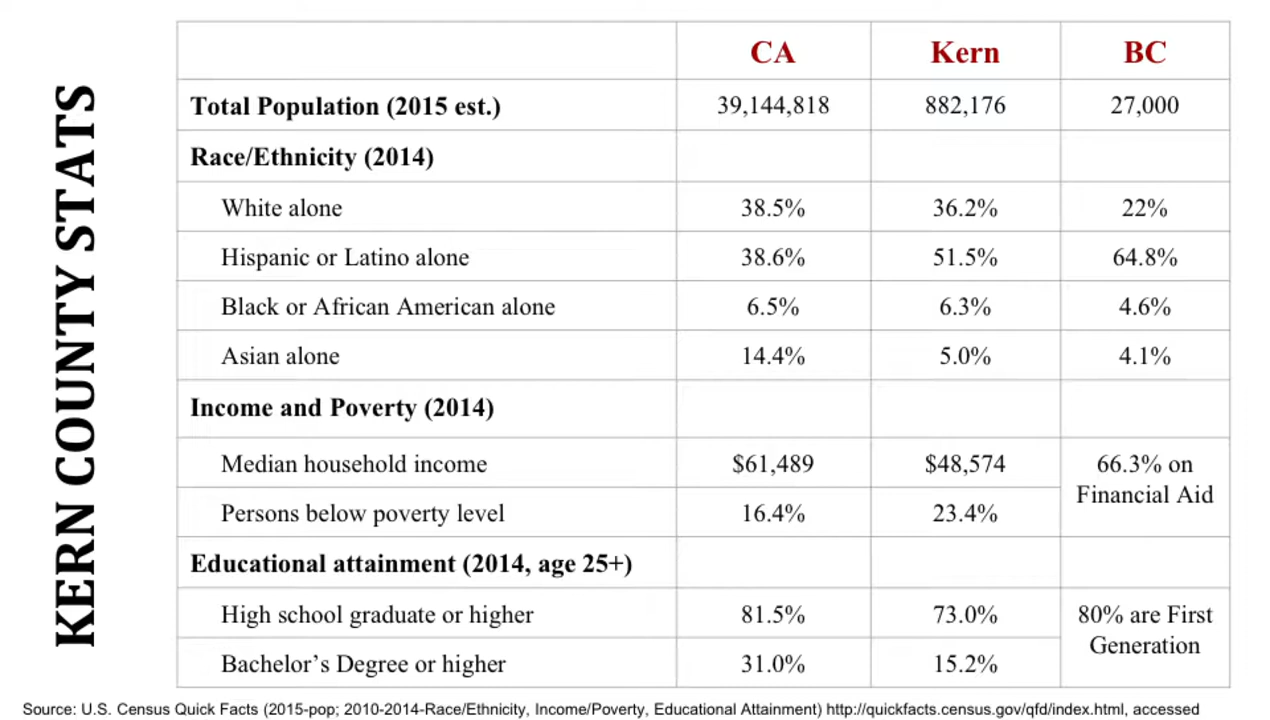 KERN COUNTY STATS
CA Kern BC
Total Population (2015 est.) 39,144,818 882,176 27,000
Race/Ethnicity (2014)
White alone 38.5% 36.2% 22%
Hispanic or Latino alone 38.6% 51.5% 64.8%
Black or African American alone 6.5% 6.3% 4.6%
Asian alone 14.4% 5.0% 4.1%
Income and Poverty (2014)
Median household income $61,489 $48,574 66.3% on
Financial Aid
Persons below poverty level 16.4% 23.4%
Educational attainment (2014, age 25+)
High school graduate or higher 81.5% 73.0% 80% are First
Generation
Bachelor’s Degree or higher 31.0% 15.2%
Source: U.S. Census Quick Facts (2015-pop; 2010-2014-Race/Ethnicity, Income/Poverty, Educational Attainment) http://quickfacts.census.gov/qfd/index.html, accessed